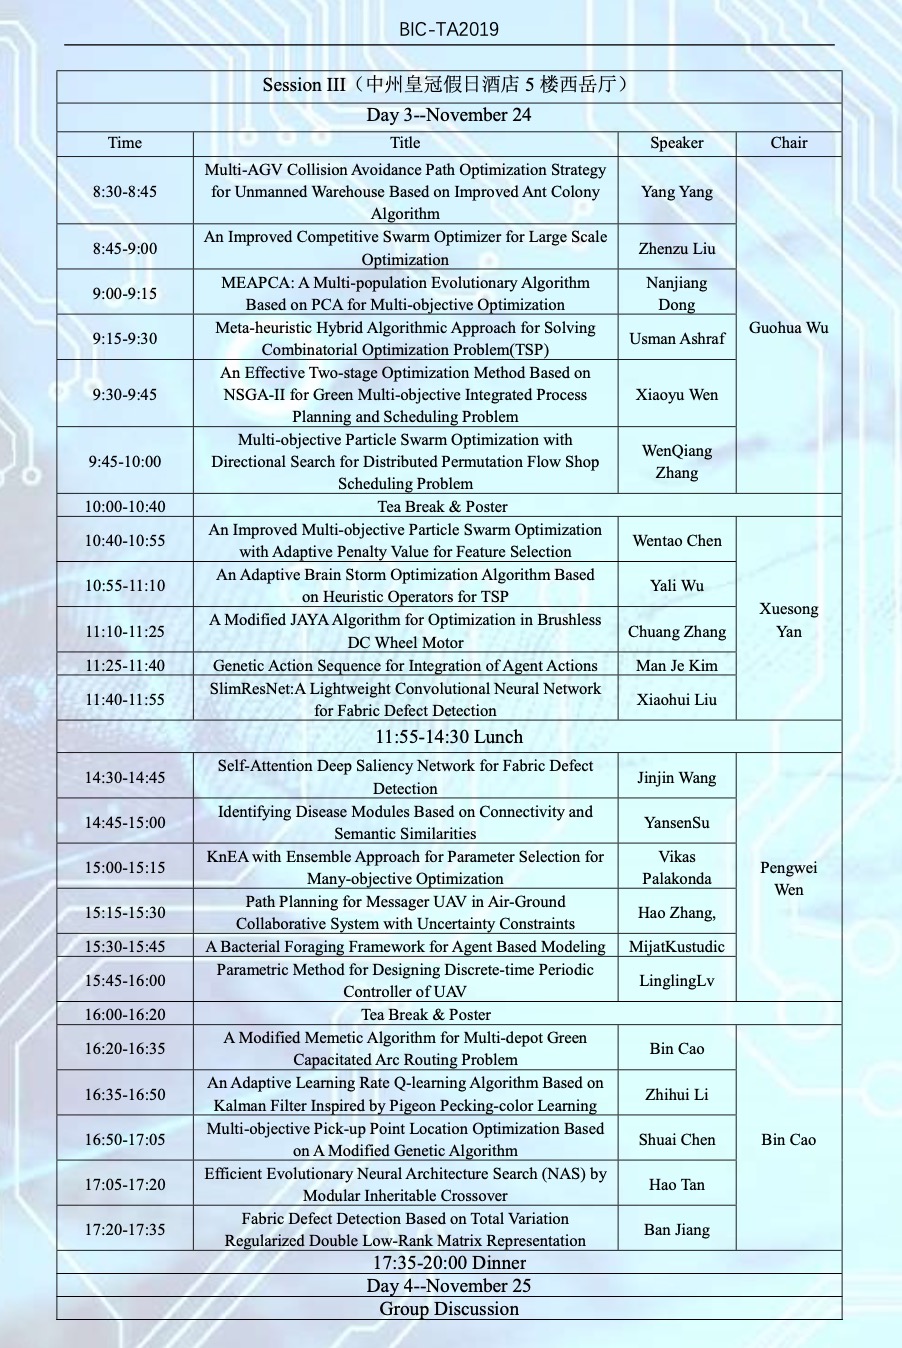 BIC-TA2019
Session III（中州皇冠假日酒店 5 楼西岳厅）
Day 3--November 24
Time Title Speaker Chair
8:30-8:45
Multi-AGV Collision Avoidance Path Optimization Strategy
for Unmanned Warehouse Based on Improved Ant Colony
Algorithm
Yang Yang
8:45-9:00
An Improved Competitive Swarm Optimizer for Large Scale
Optimization
Zhenzu Liu
9:00-9:15
MEAPCA: A Multi-population Evolutionary Algorithm
Based on PCA for Multi-objective Optimization
Nanjiang
Dong
9:15-9:30
Meta-heuristic Hybrid Algorithmic Approach for Solving
Combinatorial Optimization Problem(TSP)
Usman Ashraf
Guohua Wu
9:30-9:45
An Effective Two-stage Optimization Method Based on
NSGA-II for Green Multi-objective Integrated Process
Planning and Scheduling Problem
Xiaoyu Wen
9:45-10:00
Multi-objective Particle Swarm Optimization with
Directional Search for Distributed Permutation Flow Shop
Scheduling Problem
WenQiang
Zhang
10:00-10:40 Tea Break & Poster
10:40-10:55
An Improved Multi-objective Particle Swarm Optimization
with Adaptive Penalty Value for Feature Selection
Wentao Chen
10:55-11:10
An Adaptive Brain Storm Optimization Algorithm Based
on Heuristic Operators for TSP
Yali Wu
Xuesong
Yan
11:10-11:25
A Modified JAYA Algorithm for Optimization in Brushless
DC Wheel Motor
Chuang Zhang
11:25-11:40 Genetic Action Sequence for Integration of Agent Actions Man Je Kim
11:40-11:55
SlimResNet:A Lightweight Convolutional Neural Network
for Fabric Defect Detection
Xiaohui Liu
11:55-14:30 Lunch
14:30-14:45
Self-Attention Deep Saliency Network for Fabric Defect
Detection
Jinjin Wang
14:45-15:00
Identifying Disease Modules Based on Connectivity and
Semantic Similarities
YansenSu
15:00-15:15
KnEA with Ensemble Approach for Parameter Selection for
Many-objective Optimization
Vikas
Palakonda
Pengwei
Wen
15:15-15:30
Path Planning for Messager UAV in Air-Ground
Collaborative System with Uncertainty Constraints
Hao Zhang,
15:30-15:45 A Bacterial Foraging Framework for Agent Based Modeling MijatKustudic
15:45-16:00
Parametric Method for Designing Discrete-time Periodic
Controller of UAV
LinglingLv
16:00-16:20 Tea Break & Poster
16:20-16:35
A Modified Memetic Algorithm for Multi-depot Green
Capacitated Arc Routing Problem
Bin Cao
16:35-16:50
An Adaptive Learning Rate Q-learning Algorithm Based on
Kalman Filter Inspired by Pigeon Pecking-color Learning
Zhihui Li
16:50-17:05
Multi-objective Pick-up Point Location Optimization Based
on A Modified Genetic Algorithm
Shuai Chen
Bin Cao
17:05-17:20
Efficient Evolutionary Neural Architecture Search (NAS) by
Modular Inheritable Crossover
Hao Tan
17:20-17:35
Fabric Defect Detection Based on Total Variation
Regularized Double Low-Rank Matrix Representation
Ban Jiang
17:35-20:00 Dinner
Day 4--November 25
Group Discussion